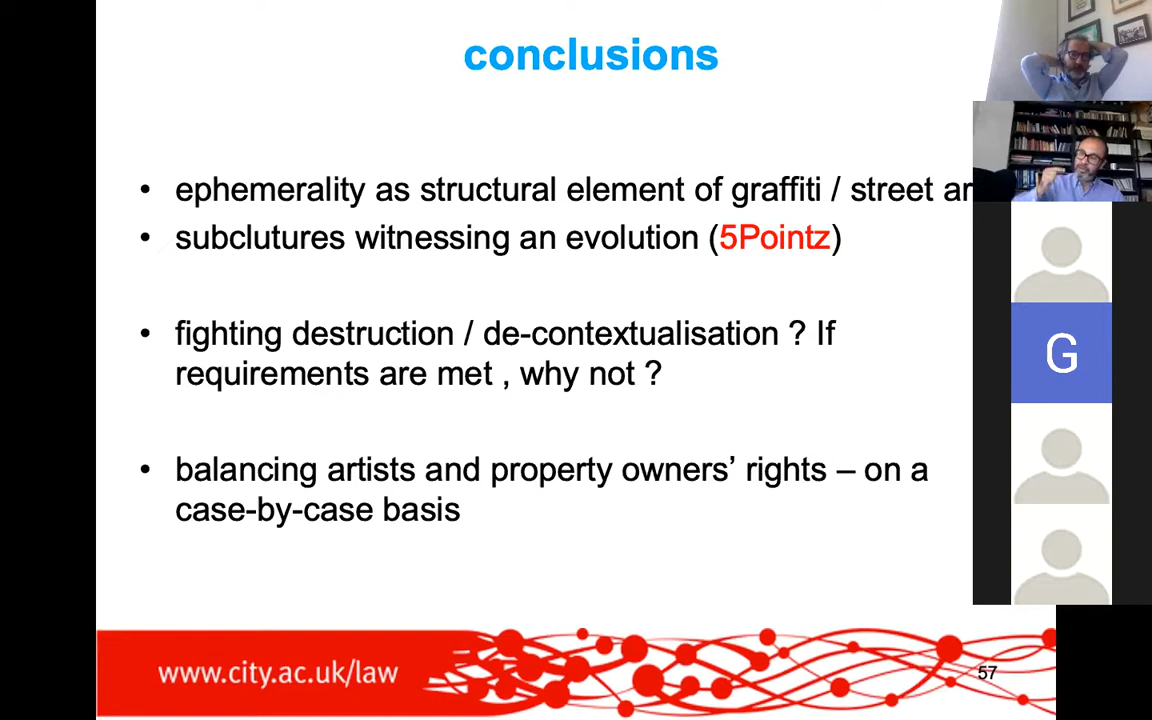 conclusions
• ephemerality as structural element of graffiti / street ar
• subclutures witnessing an evolution (5Pointz)
• fighting destruction / de-contextualisation ? If
requirements are met , why not ?
• balancing artists and property owners’ rights – on a
case-by-case basis
G
www.city.ac.uk/law
57